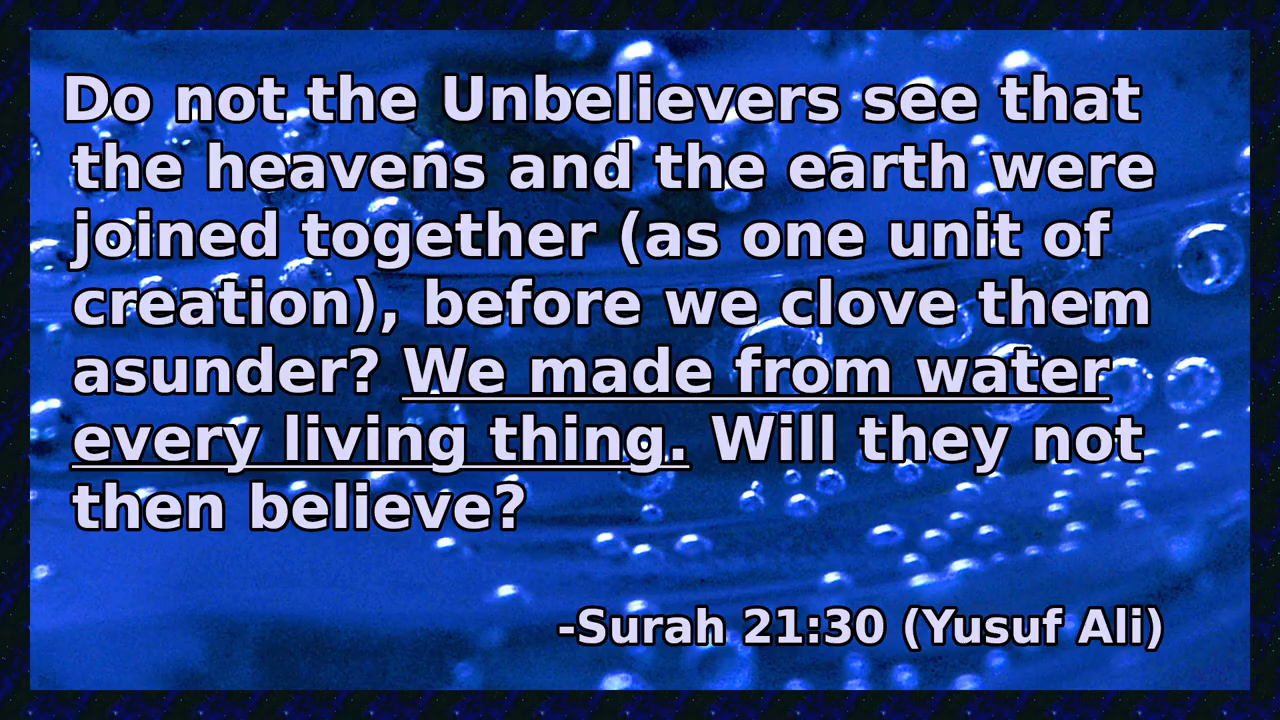 Do not the Unbelievers see that
the heavens and the earth were
joined together (as one unit of
creation), before we clove them
asunder? We made from water
every living thing. Will they not
then believe?
-Surah 21:30 (Yusuf Ali)